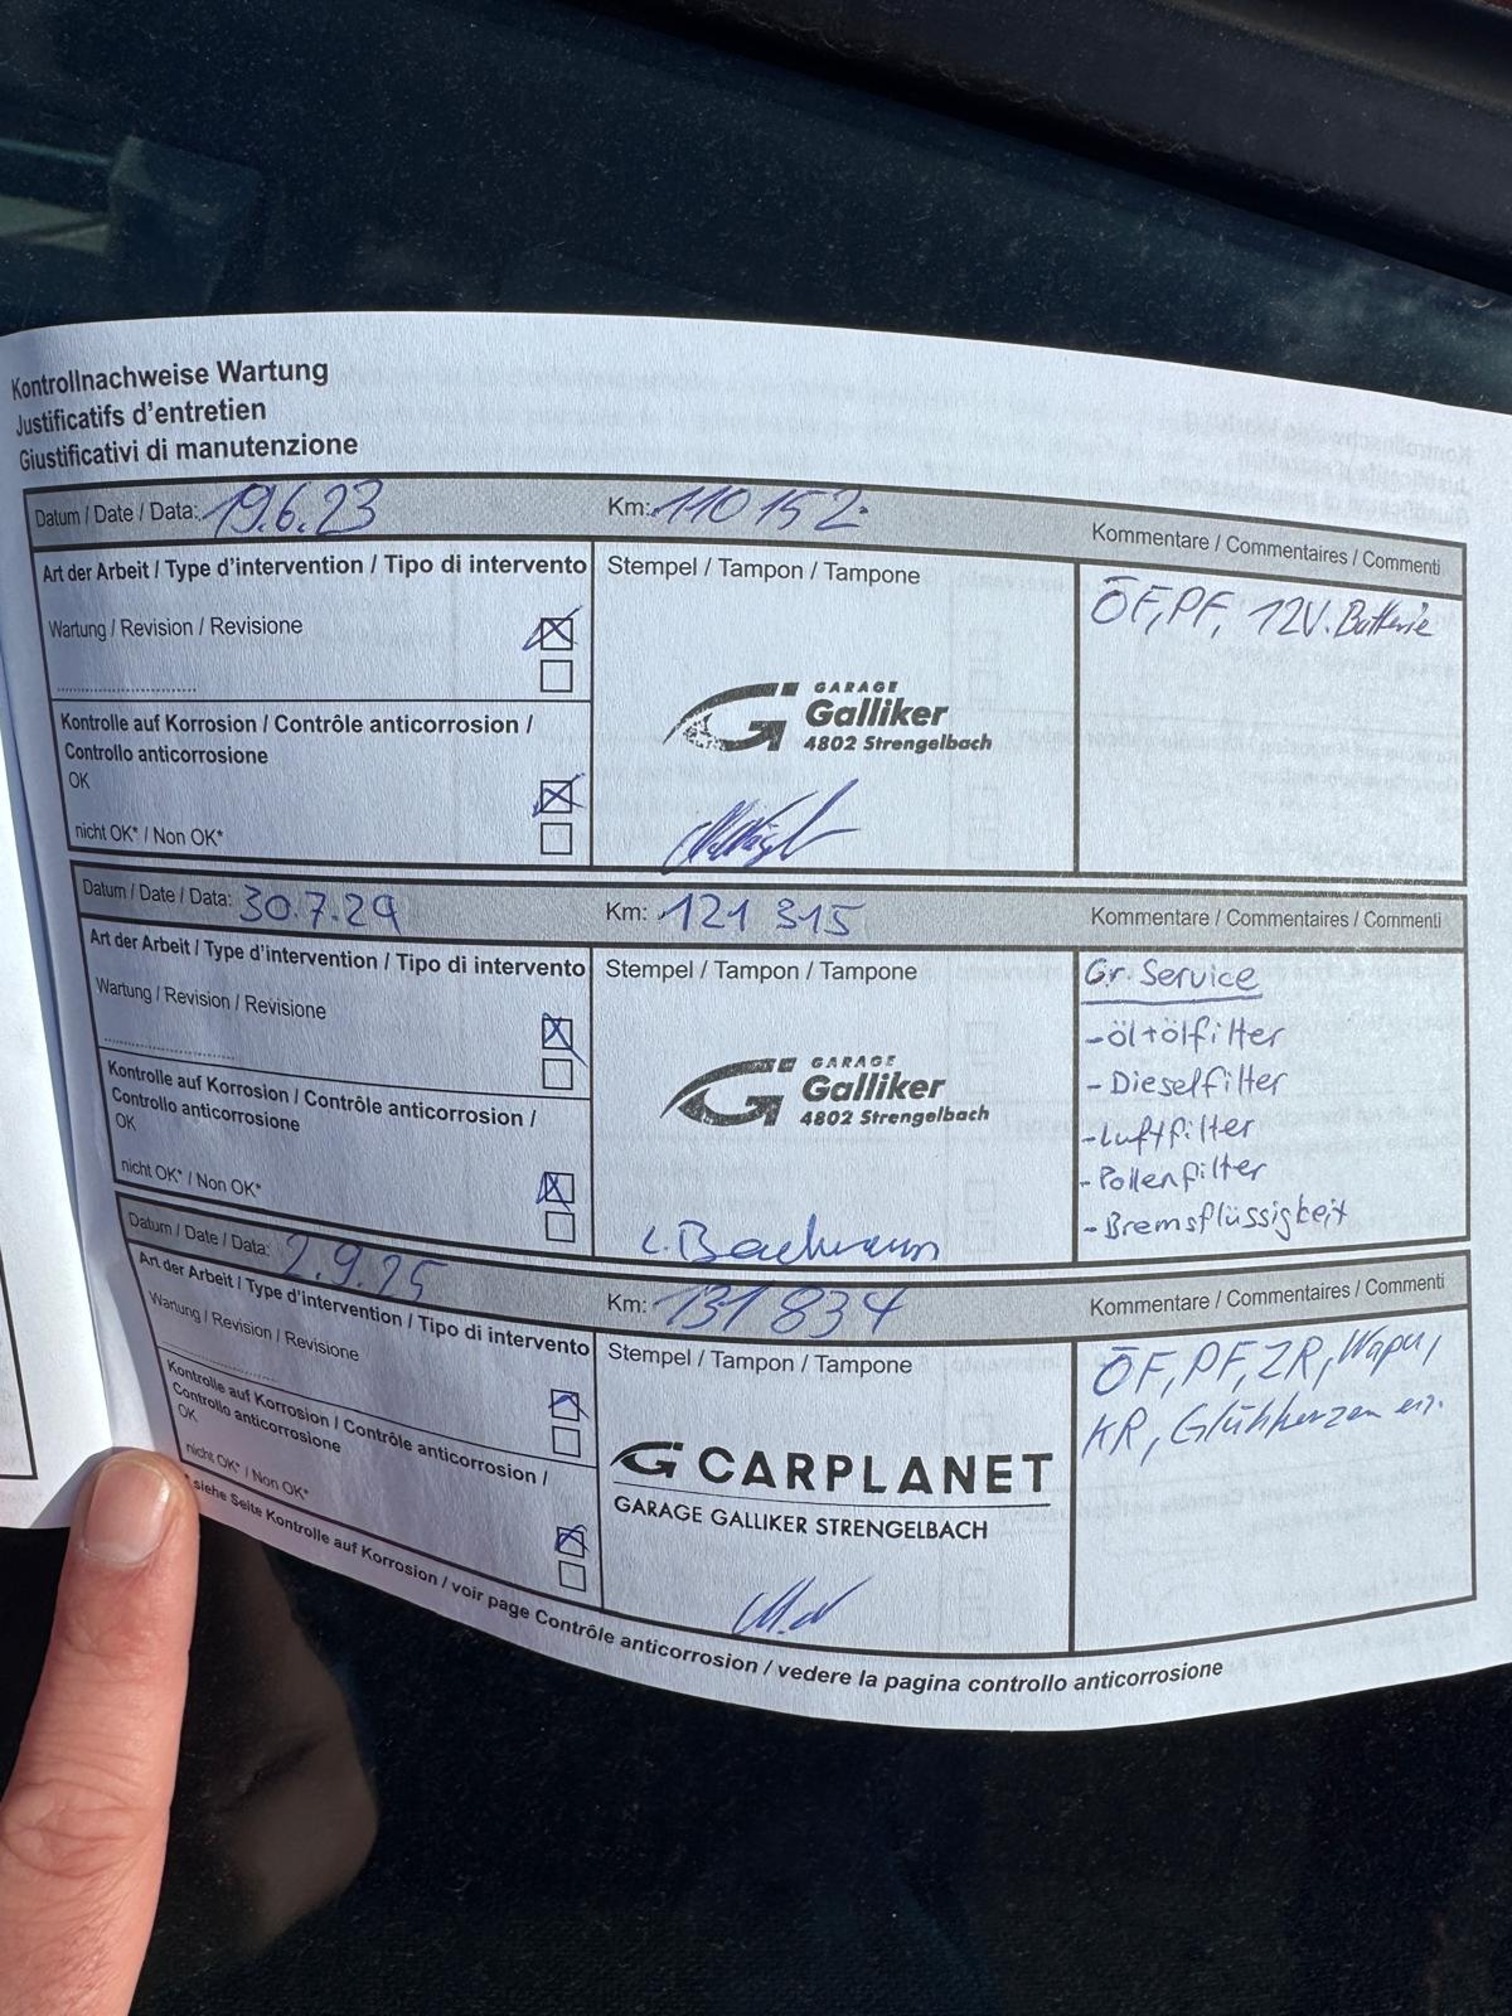 Kontrollnachweise Wartung
Justificatifs d'entretien
Giustificativi di manutenzione
Datum / Date / Data: 19.6.23 Km: 110 152 Kommentare / Commentaires / Commenti
Art der Arbeit / Type d'intervention / Tipo di intervento
Stempel / Tampon / Tampone
ÖF, PF, 12V. Batterie
Wartung / Revision / Revisione
Kontrolle auf Korrosion / Contrôle anticorrosion /
Controllo anticorrosione
OK
nicht OK* / Non OK*
GARAGE
Galliker
4802 Strengelbach
Datum / Date / Data: 30.7.24 Km: 121 315 Kommentare / Commentaires / Commenti
Art der Arbeit / Type d'intervention / Tipo di intervento
Stempel / Tampon / Tampone
Wartung / Revision / Revisione
Kontrolle auf Korrosion / Contrôle anticorrosion /
Controllo anticorrosione
OK
nicht OK* / Non OK*
GARAGE
Galliker
4802 Strengelbach
L. Bachmann
Gr. Service
- Öl + ölfilter
- Dieselfilter
- Luftfilter
- Pollenfilter
- Bremsflüssigkeit
Datum / Date / Data: 2.9.25 Km: 131 834 Kommentare / Commentaires / Commenti
Art der Arbeit / Type d'intervention / Tipo di intervento
Stempel / Tampon / Tampone
Wartung / Revision / Revisione
Kontrolle auf Korrosion / Contrôle anticorrosion /
Controllo anticorrosione
OK
nicht OK* / Non OK*
G CARPLANET
GARAGE GALLIKER STRENGELBACH
ÖF, PF, ZR, Wapu,
KR, Glühkerzen
* siehe Seite Kontrolle auf Korrosion / voir page Contrôle anticorrosion / vedere la pagina controllo anticorrosione